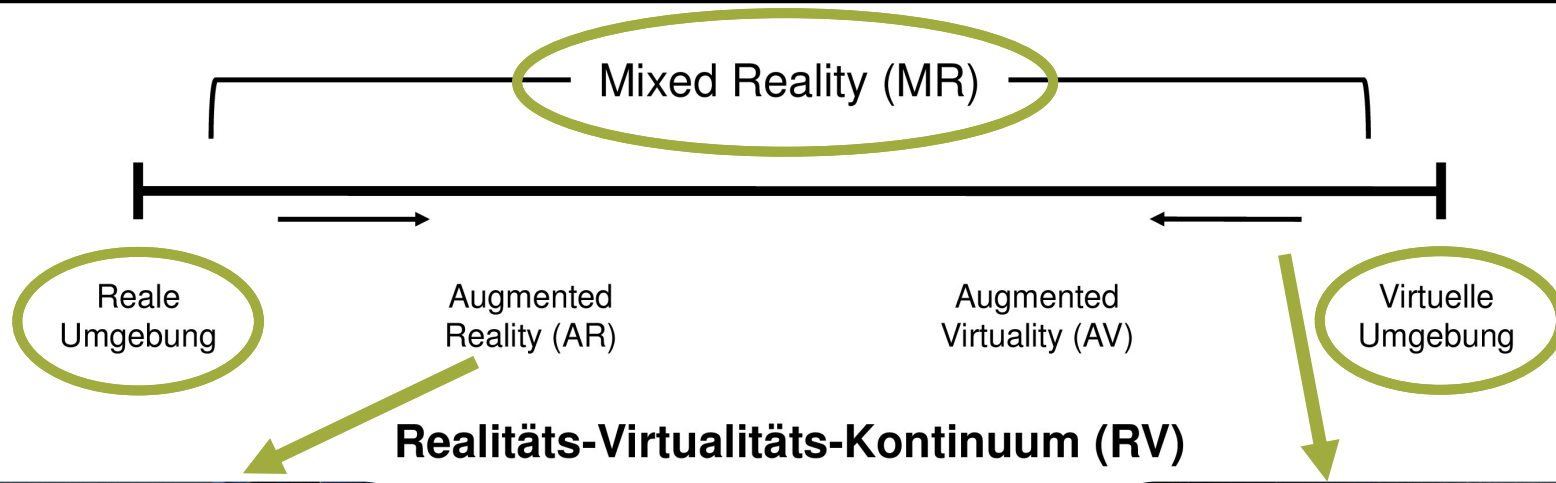 Mixed Reality (MR)
Reale
Umgebung
Augmented
Reality (AR)
Augmented
Virtuality (AV)
Virtuelle
Umgebung
Realitäts-Virtualitäts-Kontinuum (RV)